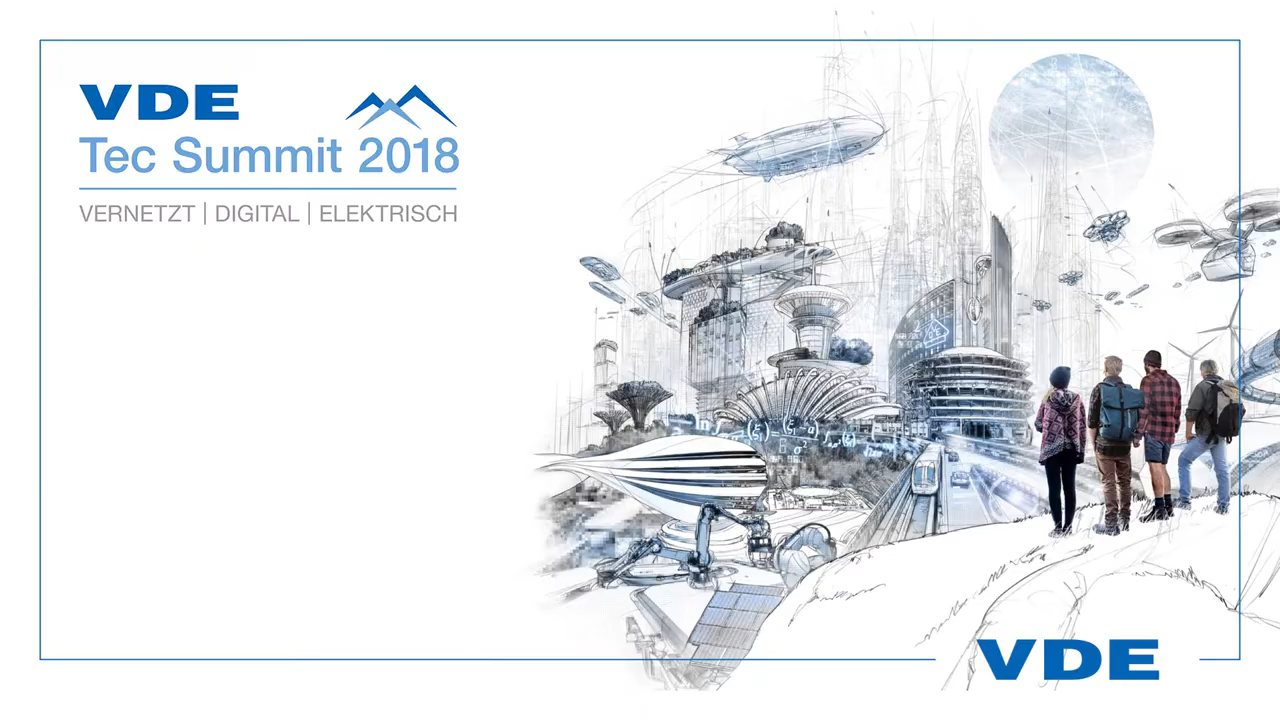 VDE
Tec Summit 2018
VERNETZT | DIGITAL | ELEKTRISCH
VDE